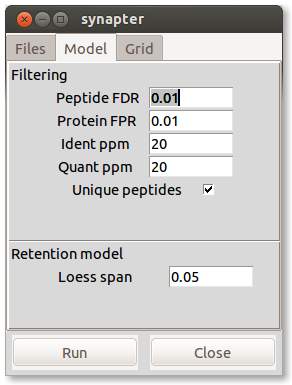 synapter
Files Model Grid
Filtering
Peptide FDR 0.01
Protein FPR 0.01
Ident ppm 20
Quant ppm 20
Unique peptides
Retention model
Loess span 0.05
Run Close